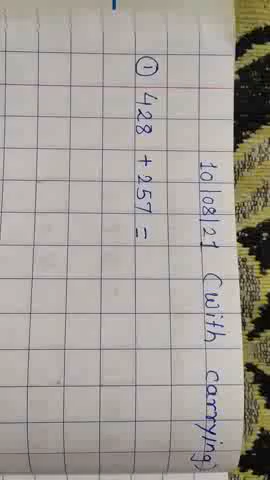 10/08/21 (with carrying)
① 428 + 257 =